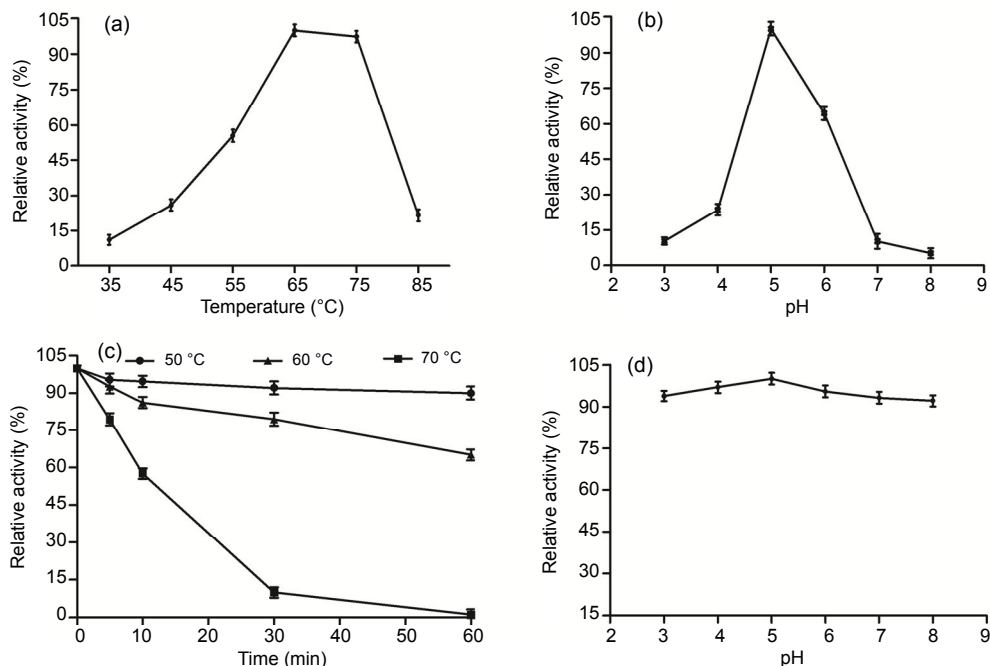 (a)
Relative activity (%)
105
90
75
60
45
30
15
0
35 45 55 65 75 85
Temperature (°C)
(b)
Relative activity (%)
105
90
75
60
45
30
15
0
2 3 4 5 6 7 8 9
pH
(c)
50 °C 60 °C 70 °C
Relative activity (%)
105
90
75
60
45
30
15
0
0 10 20 30 40 50 60
Time (min)
(d)
Relative activity (%)
105
90
75
60
45
30
15
2 3 4 5 6 7 8 9
pH